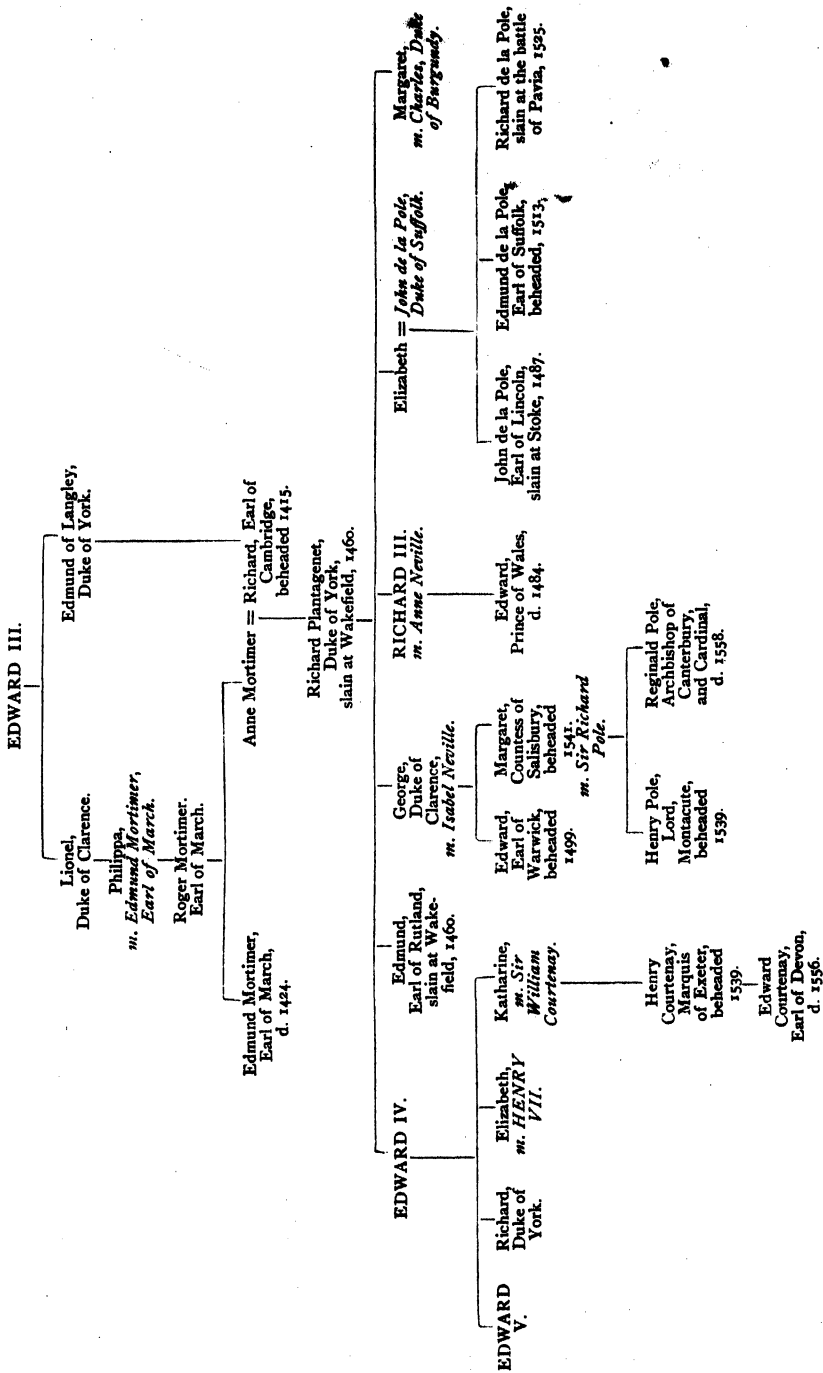 EDWARD III.
Lionel,
Duke of Clarence.
Edmund of Langley,
Duke of York.
Philippa,
m. Edmund Mortimer,
Earl of March.
Roger Mortimer.
Earl of March.
Edmund Mortimer,
Earl of March,
d. 1424.
Anne Mortimer = Richard, Earl of
Cambridge,
beheaded 1415.
Richard Plantagenet,
Duke of York,
slain at Wakefield, 1460.
EDWARD IV.
Edmund,
Earl of Rutland,
slain at Wake-
field, 1460.
George,
Duke of
Clarence,
m. Isabel Neville.
RICHARD III.
m. Anne Neville.
Elizabeth = John de la Pole,
Duke of Suffolk.
Margaret,
m. Charles, Duke
of Burgundy.
EDWARD
V.
Richard,
Duke of
York.
Elizabeth,
m. HENRY
VII.
Katharine,
m. Sir
William
Courtenay.
Edward,
Earl of
Warwick,
beheaded
1499.
Margaret,
Countess of
Salisbury,
beheaded
1541.
m. Sir Richard
Pole.
Edward,
Prince of Wales,
d. 1484.
John de la Pole,
Earl of Lincoln,
slain at Stoke, 1487.
Edmund de la Pole,
Earl of Suffolk,
beheaded, 1513,
Richard de la Pole,
slain at the battle
of Pavia, 1525.
Henry
Courtenay,
Marquis
of Exeter,
beheaded
1539.
Henry Pole,
Lord,
Montacute,
beheaded
1539.
Reginald Pole,
Archbishop of
Canterbury,
and Cardinal,
d. 1558.
Edward
Courtenay,
Earl of Devon,
d. 1556.